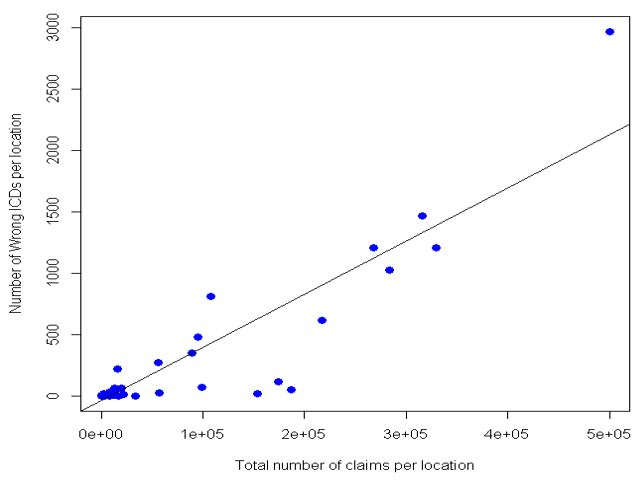 3000
2500
2000
1500
1000
500
0
Number of Wrong ICDs per location
0e+00 1e+05 2e+05 3e+05 4e+05 5e+05
Total number of claims per location